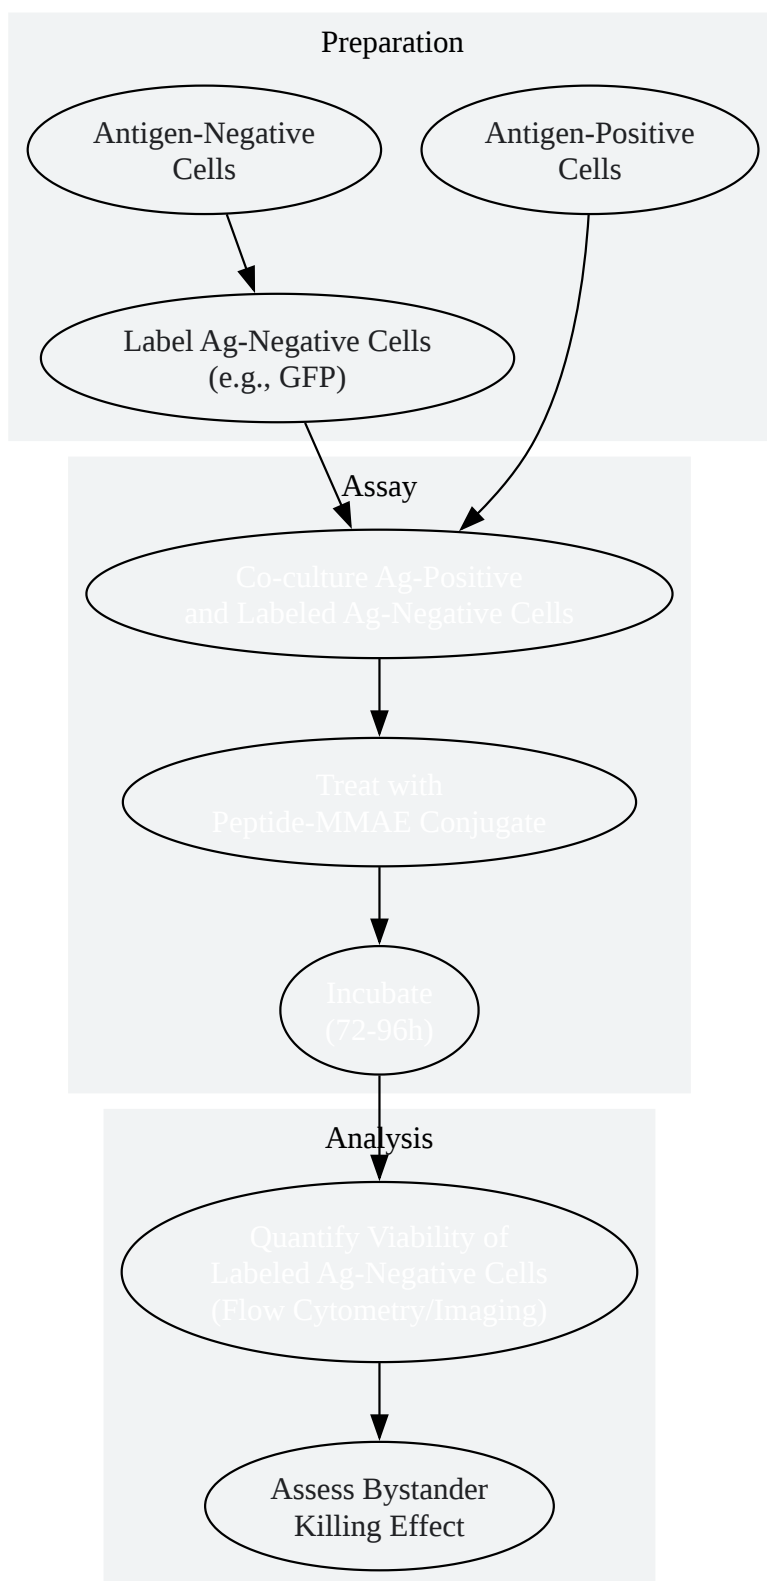 Preparation
Antigen-Negative
Cells
Antigen-Positive
Cells
Label Ag-Negative Cells
(e.g., GFP)
Assay
Co-culture Ag-Positive
and Labeled Ag-Negative Cells
Treat with
Peptide-MMAE Conjugate
Incubate
(72-96h)
Analysis
Quantify Viability of
Labeled Ag-Negative Cells
(Flow Cytometry/Imaging)
Assess Bystander
Killing Effect